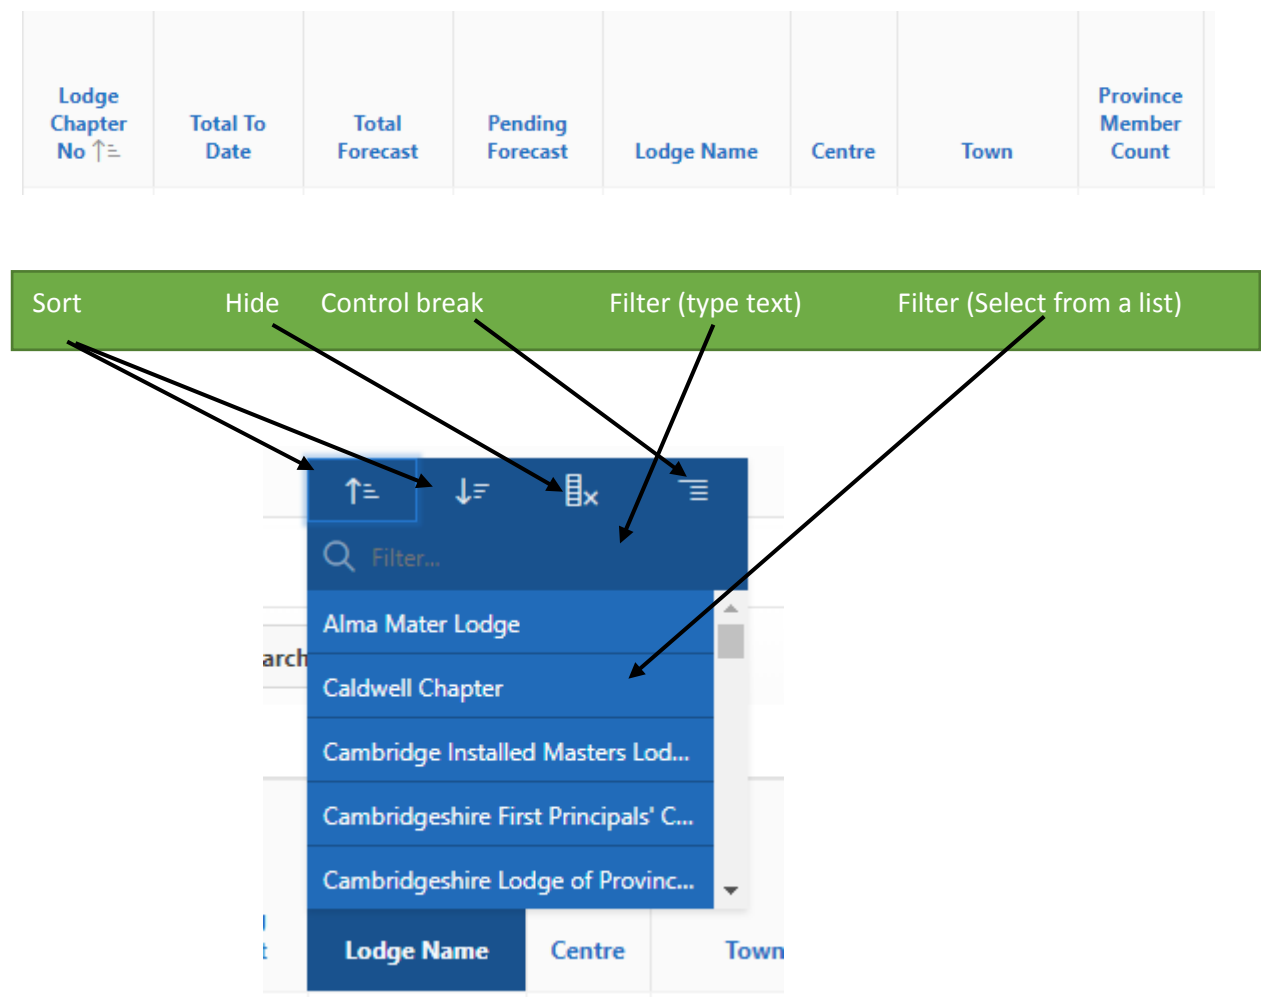 Lodge Chapter No
Total To Date
Total Forecast
Pending Forecast
Lodge Name
Centre
Town
Province Member Count
Sort Hide Control break Filter (type text) Filter (Select from a list)
Filter...
Alma Mater Lodge
arch
Caldwell Chapter
Cambridge Installed Masters Lod...
Cambridgeshire First Principals' C...
Cambridgeshire Lodge of Provinc...
t Lodge Name Centre Town